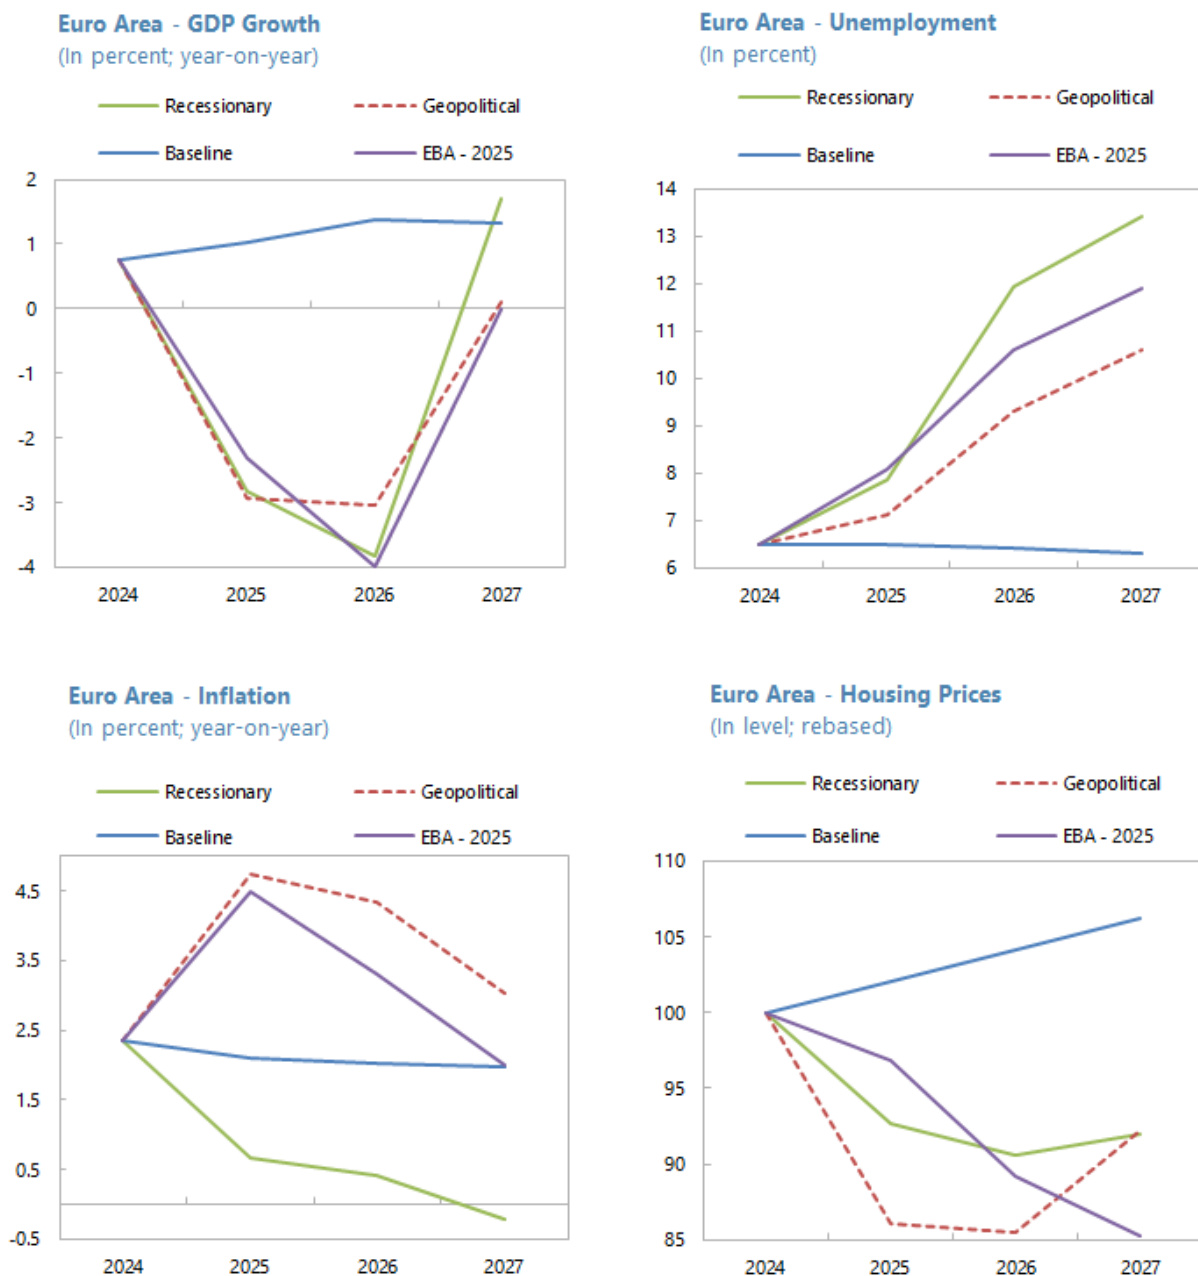 Euro Area - GDP Growth
(In percent; year-on-year)
Recessionary
Geopolitical
Baseline
EBA - 2025
2
1
0
-1
-2
-3
-4
2024 2025 2026 2027
Euro Area - Unemployment
(In percent)
Recessionary
Geopolitical
Baseline
EBA - 2025
14
13
12
11
10
9
8
7
6
2024 2025 2026 2027
Euro Area - Inflation
(In percent; year-on-year)
Recessionary
Geopolitical
Baseline
EBA - 2025
4.5
3.5
2.5
1.5
0.5
-0.5
2024 2025 2026 2027
Euro Area - Housing Prices
(In level; rebased)
Recessionary
Geopolitical
Baseline
EBA - 2025
110
105
100
95
90
85
2024 2025 2026 2027